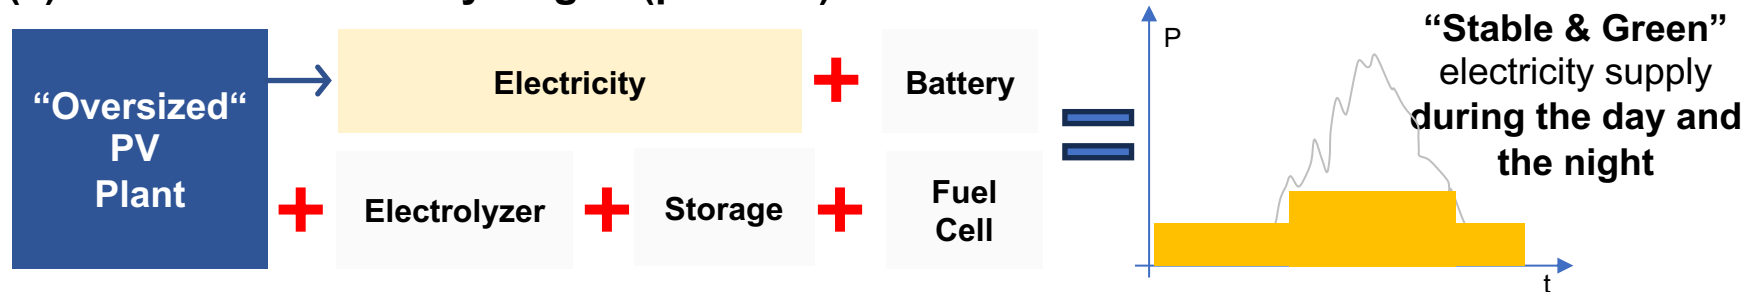 “Oversized“
PV
Plant
Electricity
Battery
Electrolyzer
Storage
Fuel
Cell
P
t
“Stable & Green”
electricity supply
during the day and
the night